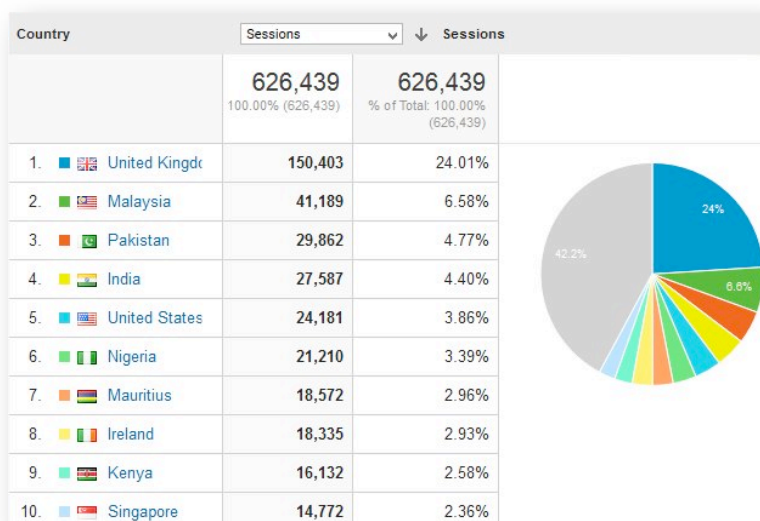 Country Sessions Sessions
626,439 626,439
100.00% (626,439) % of Total: 100.00%
(626,439)
1. United Kingdo 150,403 24.01%
2. Malaysia 41,189 6.58%
3. Pakistan 29,862 4.77%
4. India 27,587 4.40%
5. United States 24,181 3.86%
6. Nigeria 21,210 3.39%
7. Mauritius 18,572 2.96%
8. Ireland 18,335 2.93%
9. Kenya 16,132 2.58%
10. Singapore 14,772 2.36%
24%
6.6%
42.2%